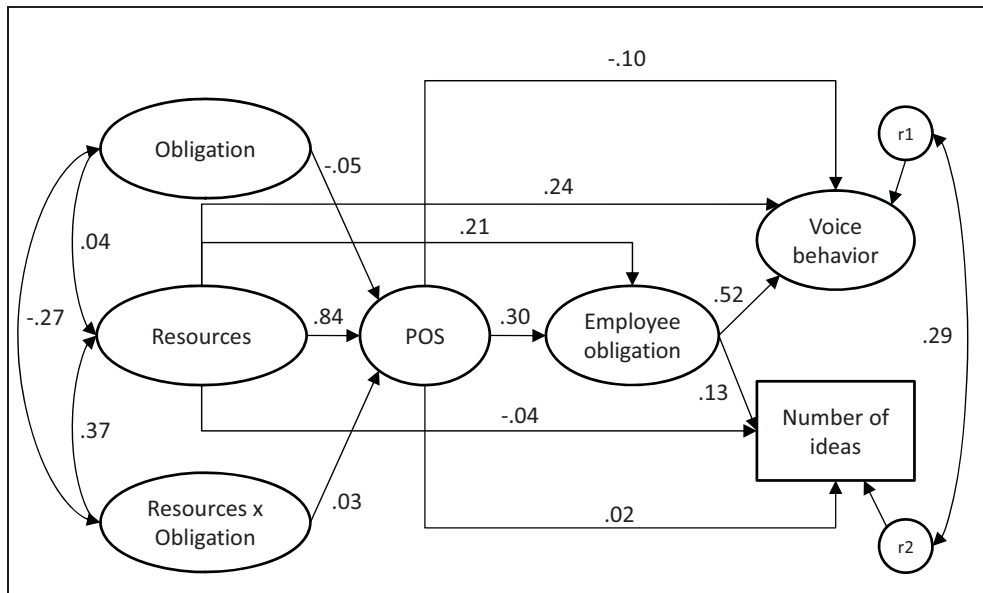 -.10
r1
Obligation
-.05
.24
Voice
behavior
.21
.04
-.27
Resources
.84
POS
.30
Employee
obligation
.52
.29
.13
-.04
Number of
ideas
.37
Resources x
Obligation
.03
.02
r2